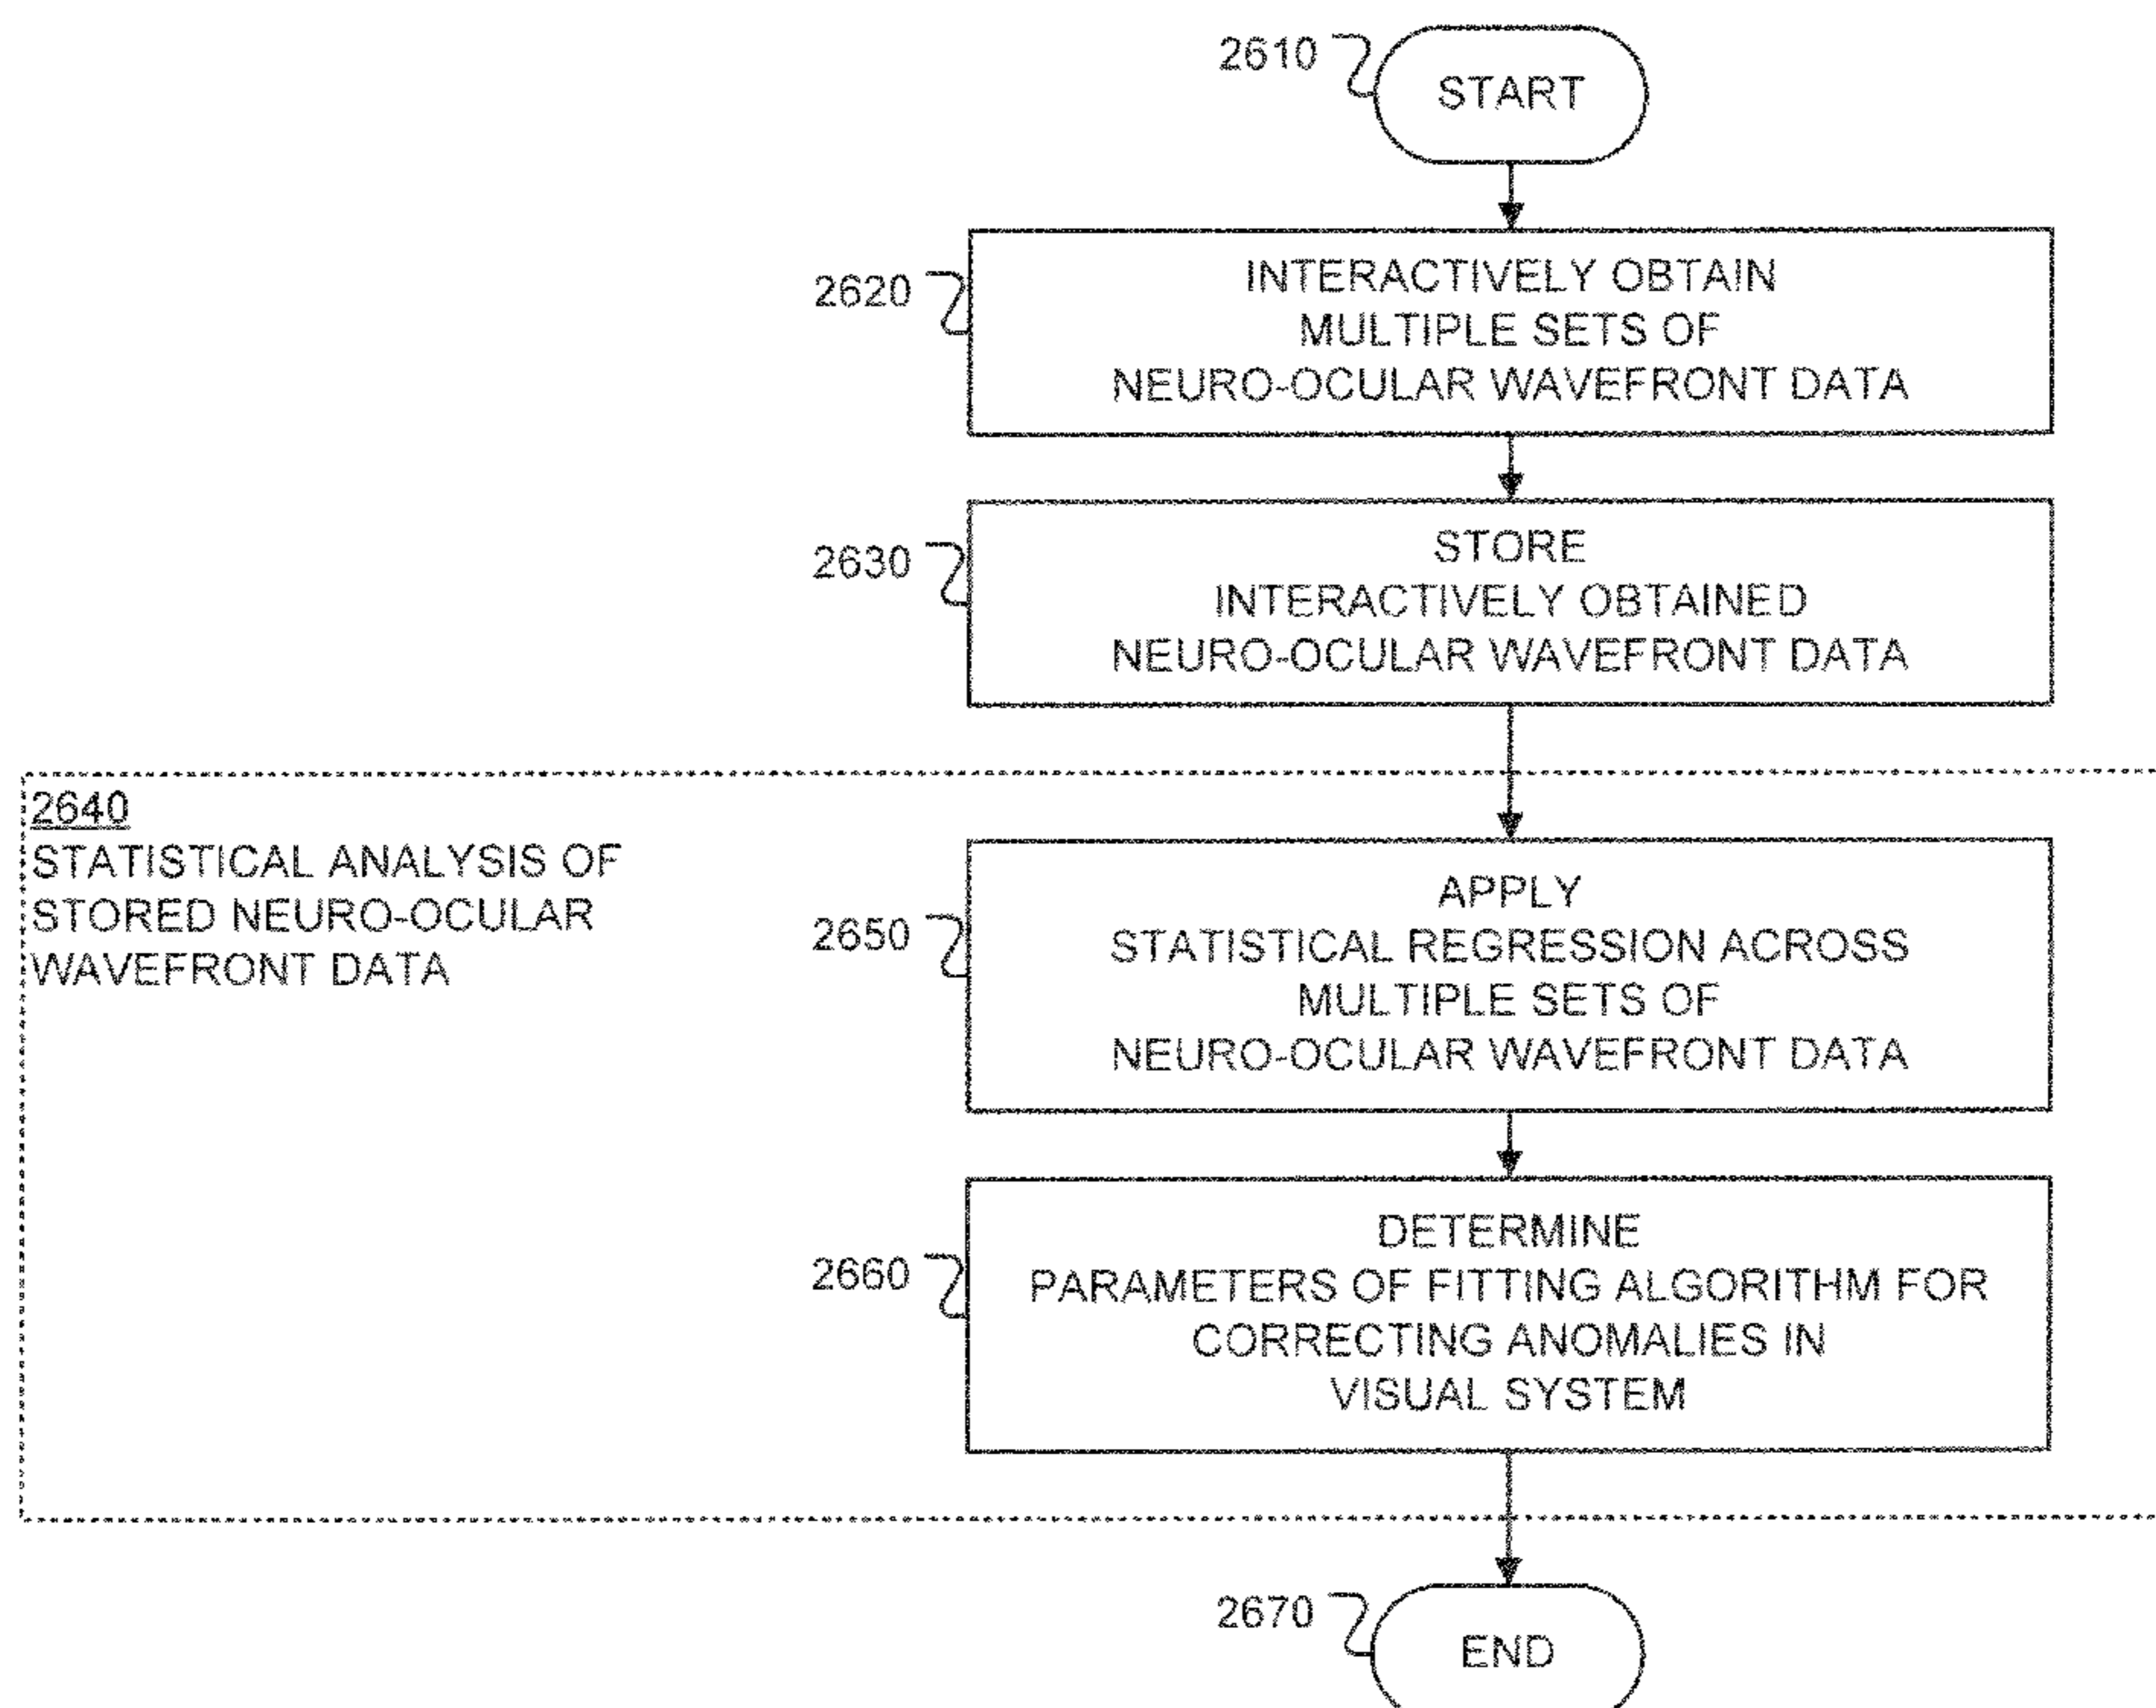 2610
START
2620
INTERACTIVELY OBTAIN
MULTIPLE SETS OF
NEURO-OCULAR WAVEFRONT DATA
2630
STORE
INTERACTIVELY OBTAINED
NEURO-OCULAR WAVEFRONT DATA
2640
STATISTICAL ANALYSIS OF
STORED NEURO-OCULAR
WAVEFRONT DATA
2650
APPLY
STATISTICAL REGRESSION ACROSS
MULTIPLE SETS OF
NEURO-OCULAR WAVEFRONT DATA
2660
DETERMINE
PARAMETERS OF FITTING ALGORITHM FOR
CORRECTING ANOMALIES IN
VISUAL SYSTEM
2670
END